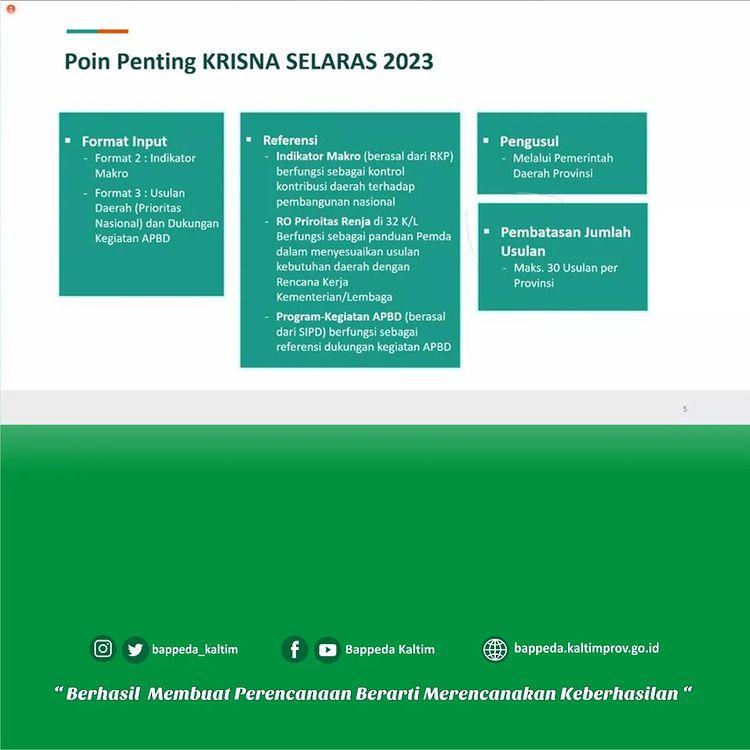 Poin Penting KRISNA SELARAS 2023
▪ Format Input
- Format 2 : Indikator
Makro
- Format 3 : Usulan
Daerah (Prioritas
Nasional) dan Dukungan
Kegiatan APBD
▪ Referensi
- Indikator Makro (berasal dari RKP)
berfungsi sebagai kontrol
kontribusi daerah terhadap
pembangunan nasional
- RO Priroitas Renja di 32 K/L
Berfungsi sebagai panduan Pemda
dalam menyesuaikan usulan
kebutuhan daerah dengan
Rencana Kerja
Kementerian/Lembaga
- Program-Kegiatan APBD (berasal
dari SIPD) berfungsi sebagai
referensi dukungan kegiatan APBD
▪ Pengusul
- Melalui Pemerintah
Daerah Provinsi
▪ Pembatasan Jumlah
Usulan
- Maks. 30 Usulan per
Provinsi
5
bappeda_kaltim
Bappeda Kaltim
bappeda.kaltimprov.go.id
“ Berhasil Membuat Perencanaan Berarti Merencanakan Keberhasilan “